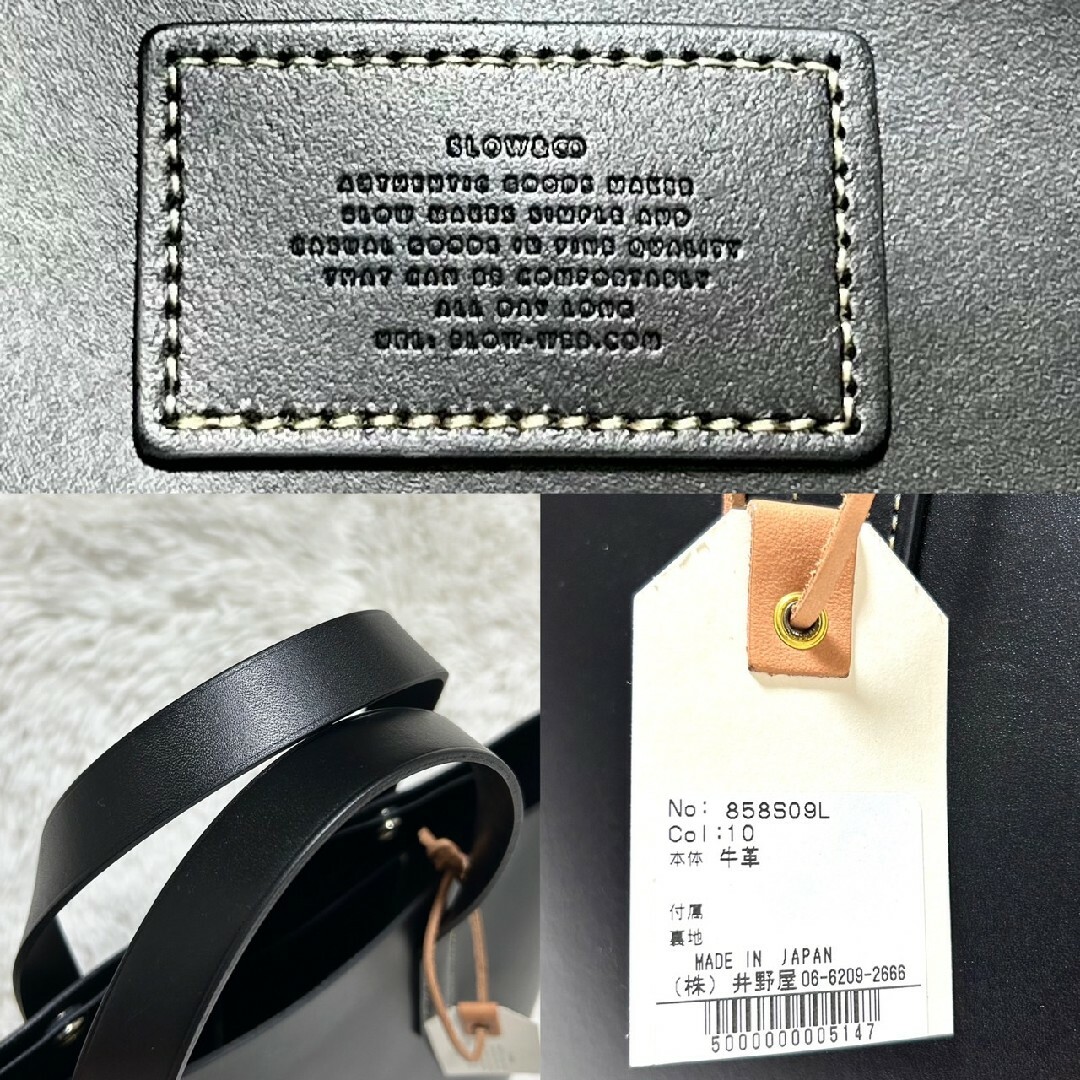 SLOW&CO
AUTHENTIC GOODS MAKER
SLOW MAKES SIMPLE AND
CASUAL GOODS IN FINE QUALITY
THAT CAN BE COMFORTABLY
ALL DAY LONG
URL: SLOW-WEB.COM
No: 858S09L
Col:10
本体 牛革
付属
裏地
MADE IN JAPAN
(株) 井野屋 06-6209-2666
5000000005147